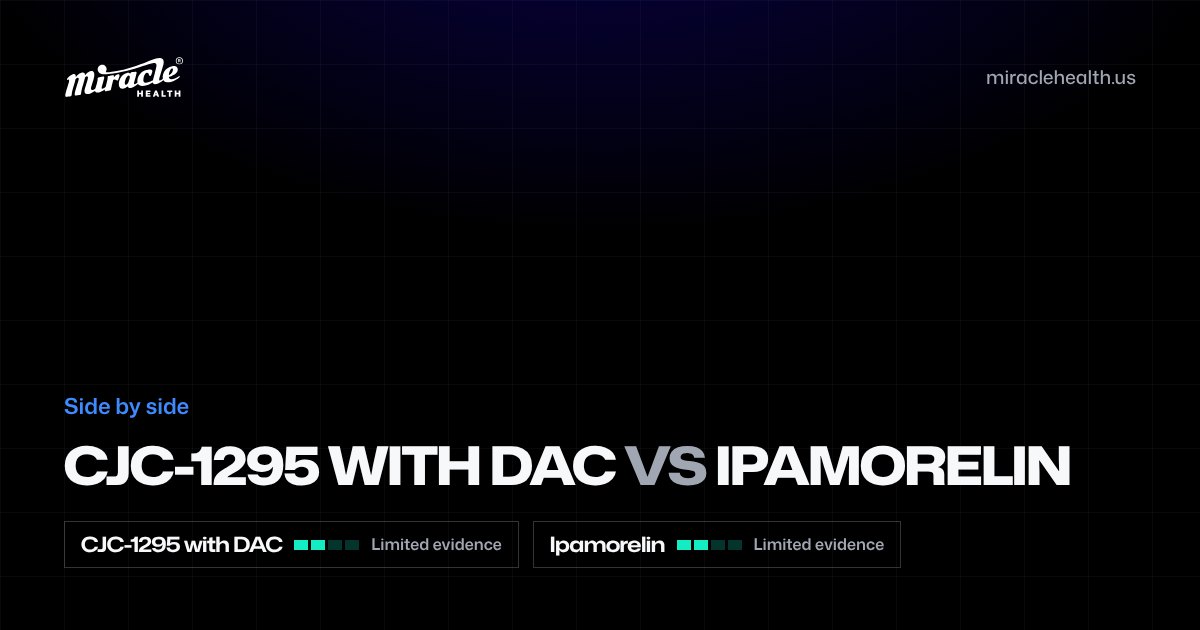 miracle®
HEALTH
miraclehealth.us
Side by side
CJC-1295 WITH DAC VS IPAMORELIN
CJC-1295 with DAC Limited evidence
Ipamorelin Limited evidence